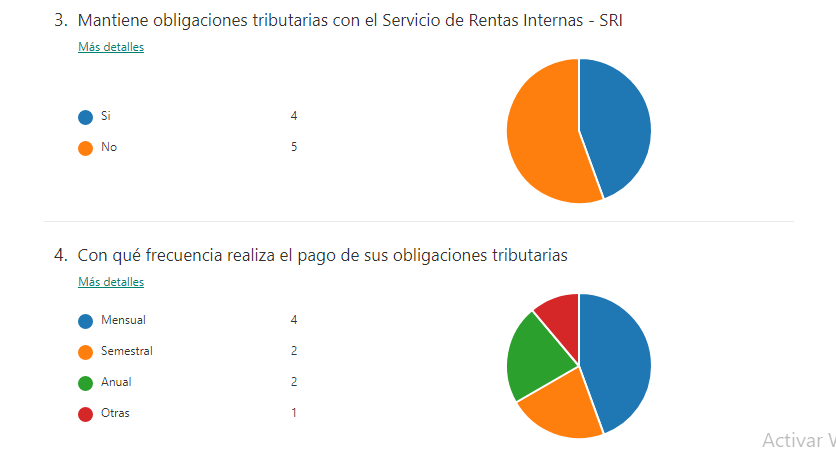 3. Mantiene obligaciones tributarias con el Servicio de Rentas Internas - SRI
Más detalles
Si 4
No 5
4. Con qué frecuencia realiza el pago de sus obligaciones tributarias
Más detalles
Mensual 4
Semestral 2
Anual 2
Otras 1
Activar